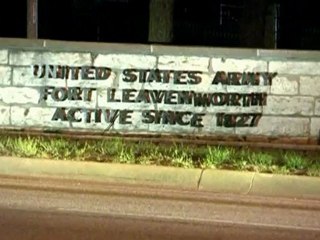 UNITED STATES ARMY
FORT LEAVENWORTH
ACTIVE SINCE 1827